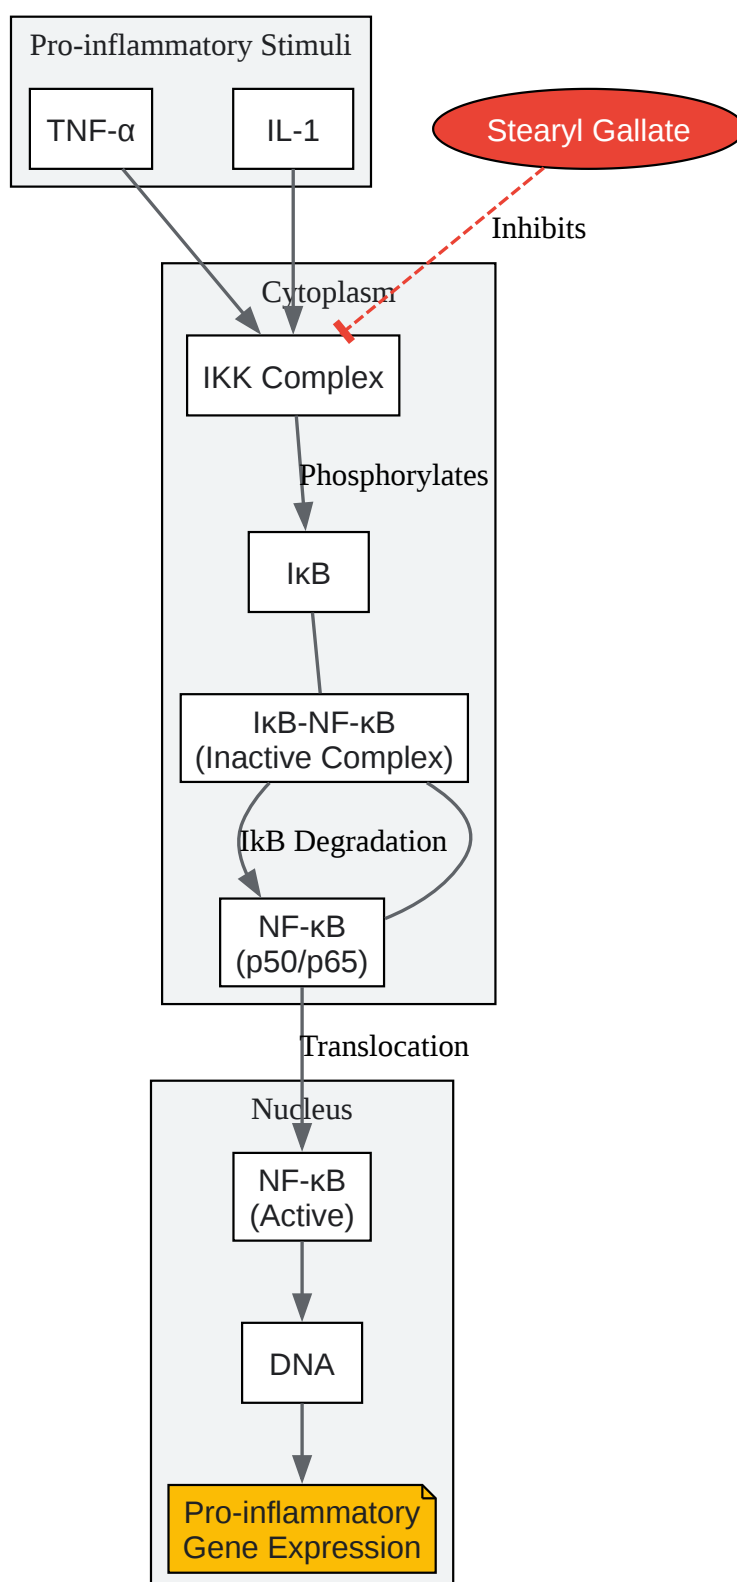 Pro-inflammatory Stimuli
TNF-α
IL-1
Stearyl Gallate
Inhibits
Cytoplasm
IKK Complex
Phosphorylates
IκB
IκB-NF-κB
(Inactive Complex)
IkB Degradation
NF-κB
(p50/p65)
Translocation
Nucleus
NF-κB
(Active)
DNA
Pro-inflammatory
Gene Expression